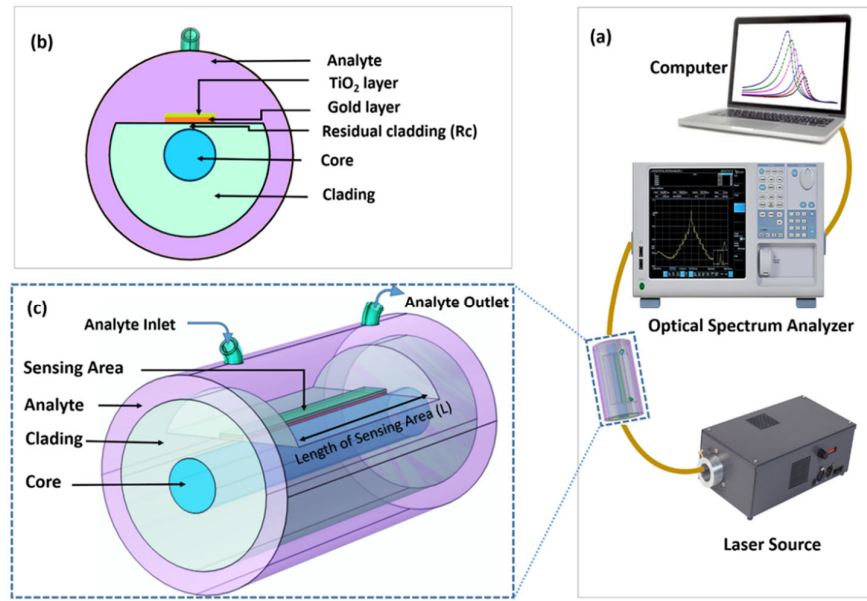 (b)
Analyte
TiO₂ layer
Gold layer
Residual cladding (Rc)
Core
Clading
(a)
Computer
Optical Spectrum Analyzer
Laser Source
(c)
Analyte Outlet
Analyte Inlet
Sensing Area
Analyte
Clading
Core
Length of Sensing Area (L)